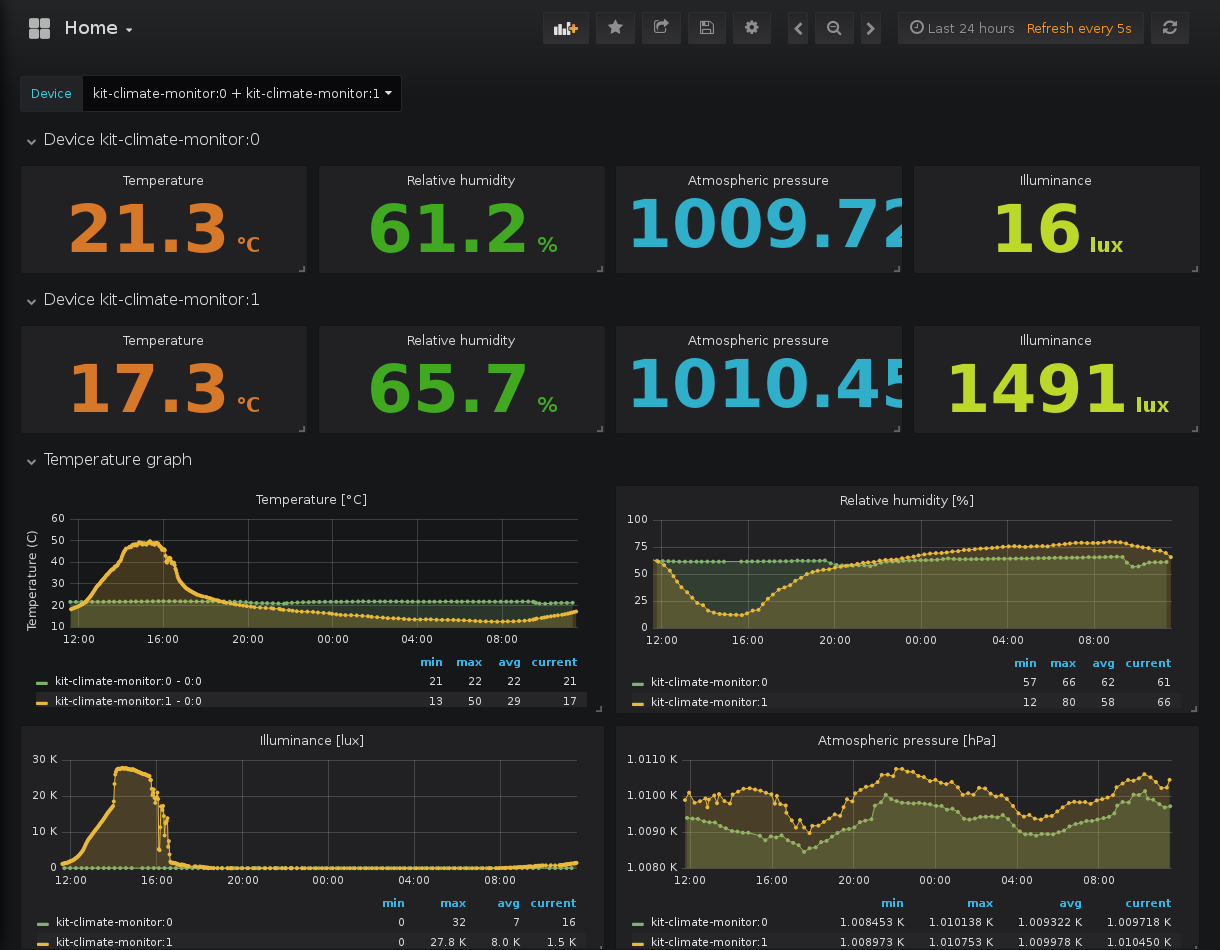 Home
Last 24 hours Refresh every 5s
Device kit-climate-monitor:0 + kit-climate-monitor:1
Device kit-climate-monitor:0
Temperature Relative humidity Atmospheric pressure Illuminance
21.3 °C 61.2 % 1009.72 16 lux
Device kit-climate-monitor:1
Temperature Relative humidity Atmospheric pressure Illuminance
17.3 °C 65.7 % 1010.45 1491 lux
Temperature graph
Temperature [°C]
Temperature (C)
60
50
40
30
20
10
12:00 16:00 20:00 00:00 04:00 08:00
min max avg current
kit-climate-monitor:0 - 0:0 21 22 22 21
kit-climate-monitor:1 - 0:0 13 50 29 17
Relative humidity [%]
100
75
50
25
0
12:00 16:00 20:00 00:00 04:00 08:00
min max avg current
kit-climate-monitor:0 57 66 62 61
kit-climate-monitor:1 12 80 58 66
Illuminance [lux]
30 K
20 K
10 K
0
12:00 16:00 20:00 00:00 04:00 08:00
min max avg current
kit-climate-monitor:0 0 32 7 16
kit-climate-monitor:1 0 27.8 K 8.0 K 1.5 K
Atmospheric pressure [hPa]
1.0110 K
1.0100 K
1.0090 K
1.0080 K
12:00 16:00 20:00 00:00 04:00 08:00
min max avg current
kit-climate-monitor:0 1.008453 K 1.010138 K 1.009322 K 1.009718 K
kit-climate-monitor:1 1.008973 K 1.010753 K 1.009978 K 1.010450 K